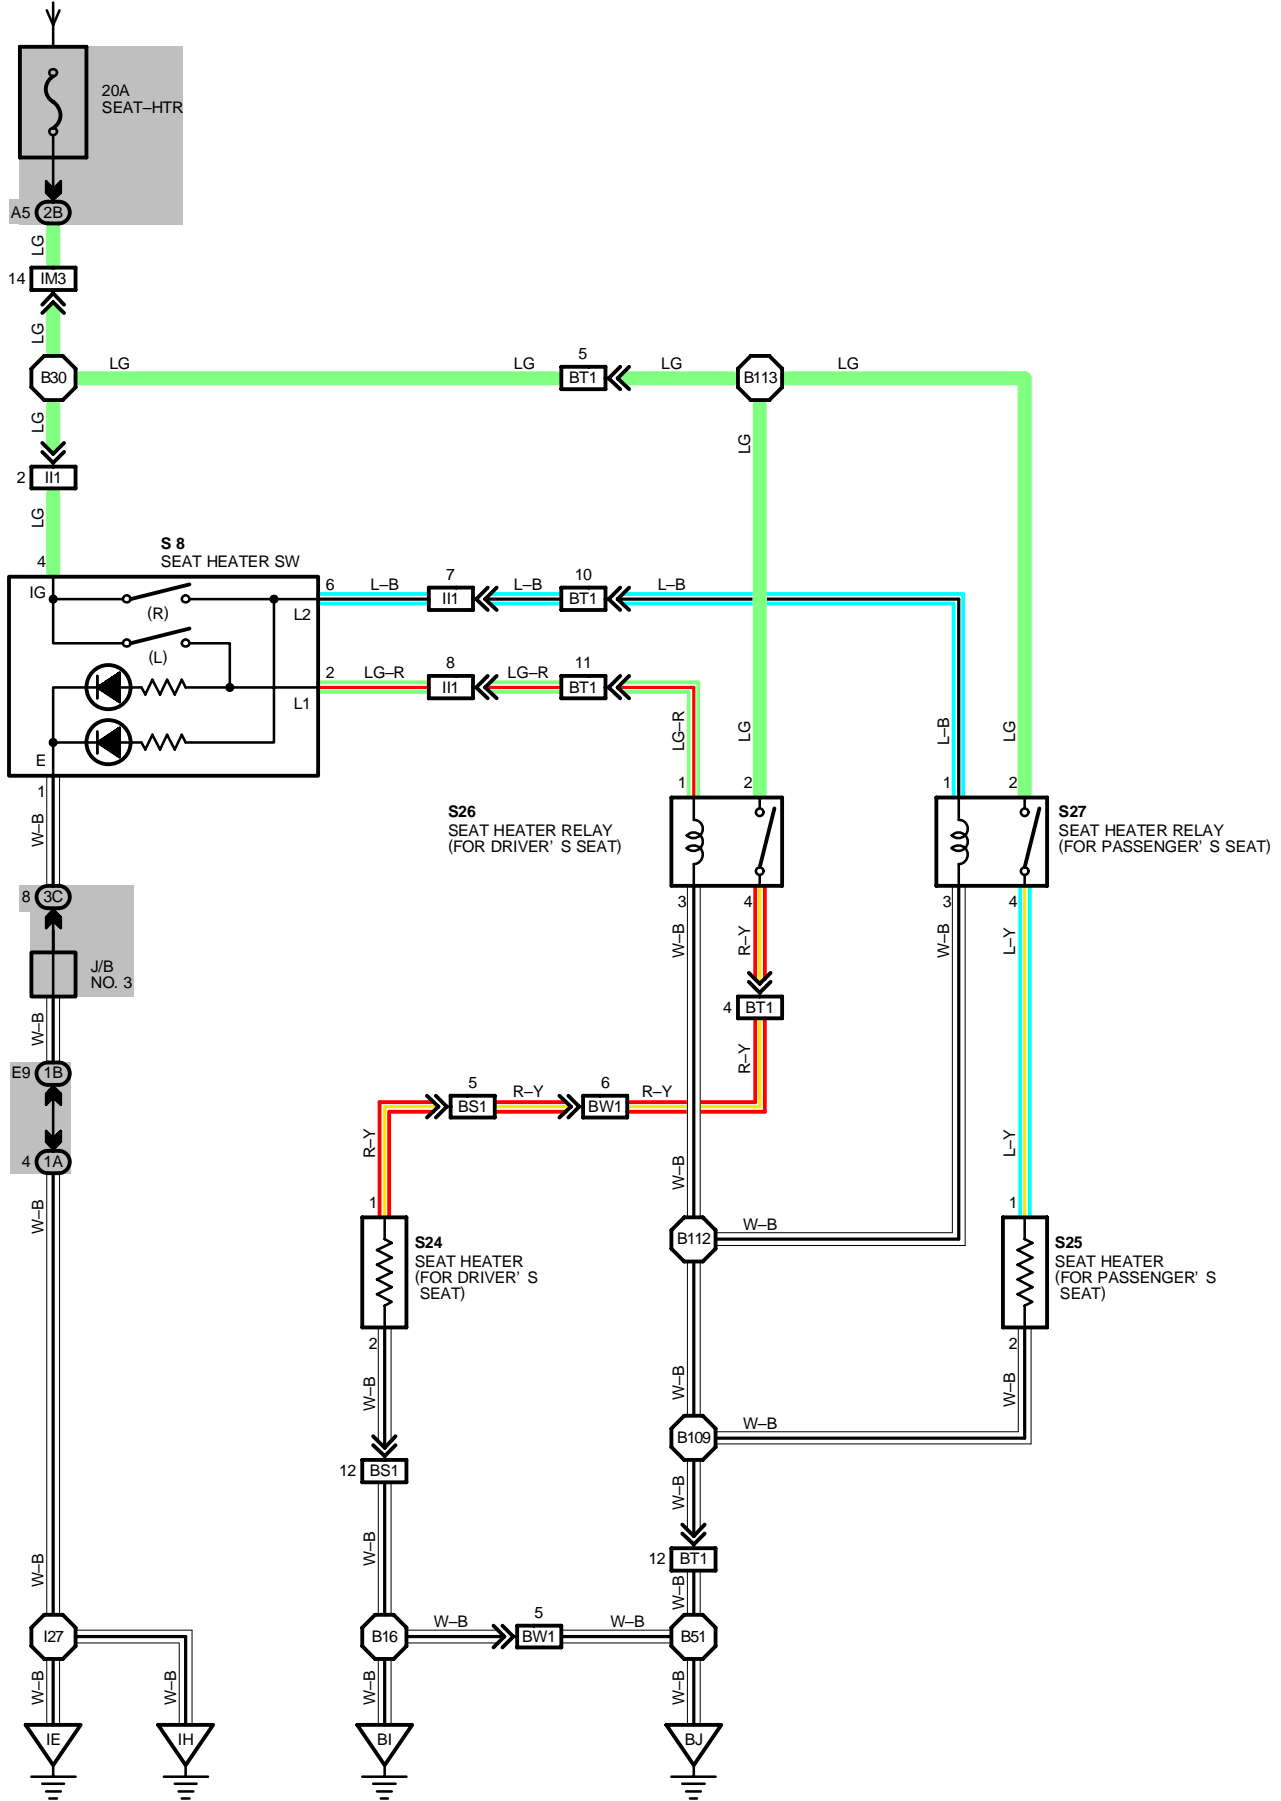 20A
SEAT–HTR
A5 2B
LG
14 IM3
LG
B30
LG
LG
5
BT1
LG
B113
LG
LG
LG
2 II1
LG
4
S 8
SEAT HEATER SW
IG
(R)
(L)
L2
L1
E
6
L–B
7
II1
L–B
10
BT1
L–B
2
LG–R
8
II1
LG–R
11
BT1
LG–R
LG
L–B
LG
1
2
1
2
S26
SEAT HEATER RELAY
(FOR DRIVER' S SEAT)
S27
SEAT HEATER RELAY
(FOR PASSENGER' S SEAT)
1
W–B
8 3C
J/B
NO. 3
W–B
E9 1B
4 1A
W–B
3
4
3
4
W–B
R–Y
W–B
L–Y
4 BT1
R–Y
5
BS1
R–Y
6
BW1
R–Y
R–Y
W–B
L–Y
1
1
B112
W–B
S24
SEAT HEATER
(FOR DRIVER' S
SEAT)
S25
SEAT HEATER
(FOR PASSENGER' S
SEAT)
2
2
W–B
W–B
W–B
B109
W–B
12 BS1
W–B
W–B
12 BT1
W–B
W–B
I27
B16
W–B
5
BW1
W–B
B51
W–B
W–B
W–B
W–B
IE
IH
BI
BJ